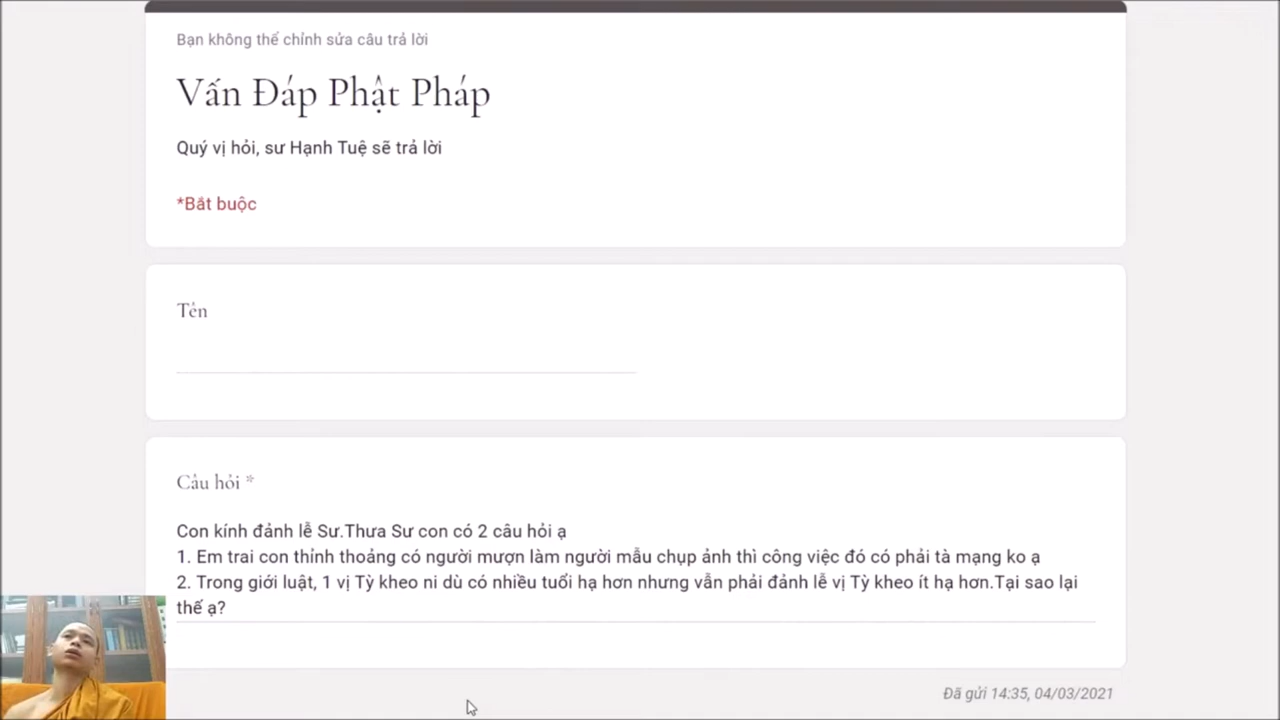 Bạn không thể chỉnh sửa câu trả lời
Vấn Đáp Phật Pháp
Quý vị hỏi, sư Hạnh Tuệ sẽ trả lời
*Bắt buộc
Tên
Câu hỏi *
Con kính đảnh lễ Sư.Thưa Sư con có 2 câu hỏi ạ
1. Em trai con thỉnh thoảng có người mượn làm người mẫu chụp ảnh thì công việc đó có phải tà mạng ko ạ
2. Trong giới luật, 1 vị Tỳ kheo ni dù có nhiều tuổi hạ hơn nhưng vẫn phải đảnh lễ vị Tỳ kheo ít hạ hơn.Tại sao lại
thế ạ?
Đã gửi 14:35, 04/03/2021